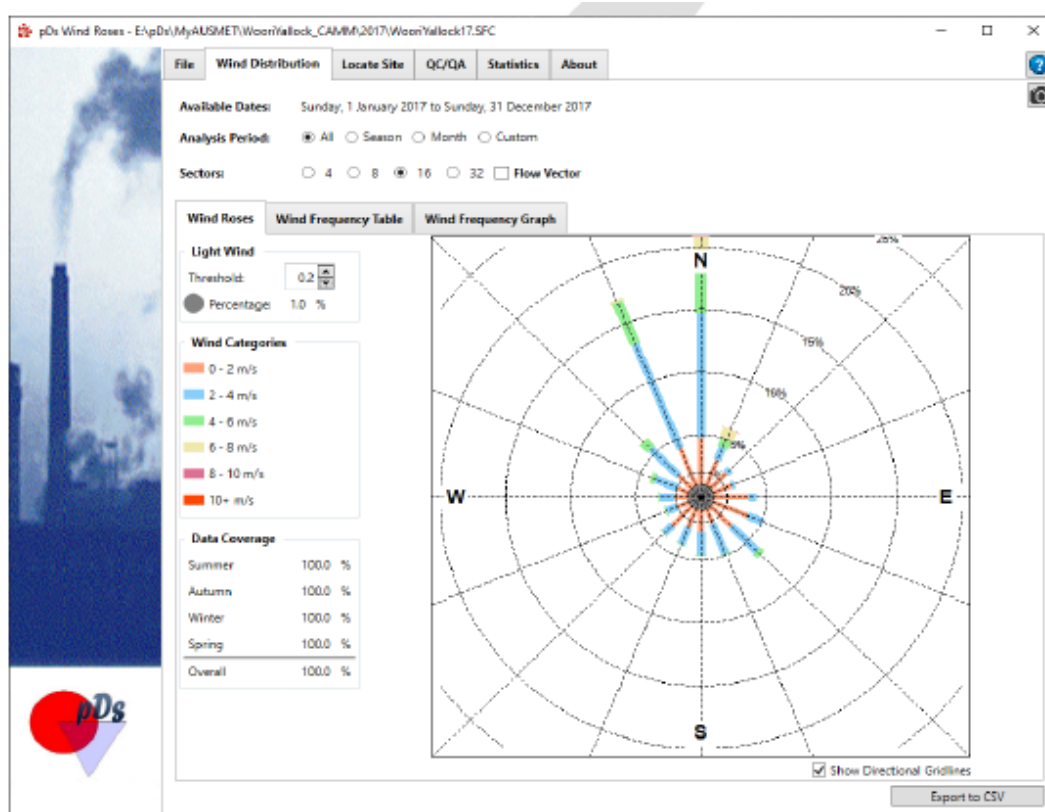 pDs Wind Roses - E:\pDs\MyAUSMET\WooriYallock_CAMM\2017\WooriYallock17.SFC
File Wind Distribution Locate Site QC/QA Statistics About
Available Dates: Sunday, 1 January 2017 to Sunday, 31 December 2017
Analysis Period: All Season Month Custom
Sectors: 4 8 16 32 Flow Vector
Wind Roses Wind Frequency Table Wind Frequency Graph
Light Wind
Threshold: 0.2
Percentage: 1.0 %
Wind Categories
0 - 2 m/s
2 - 4 m/s
4 - 6 m/s
6 - 8 m/s
8 - 10 m/s
10+ m/s
Data Coverage
Summer 100.0 %
Autumn 100.0 %
Winter 100.0 %
Spring 100.0 %
Overall 100.0 %
25%
N
20%
15%
10%
5%
W
E
S
pDs
Show Directional Gridlines
Export to CSV